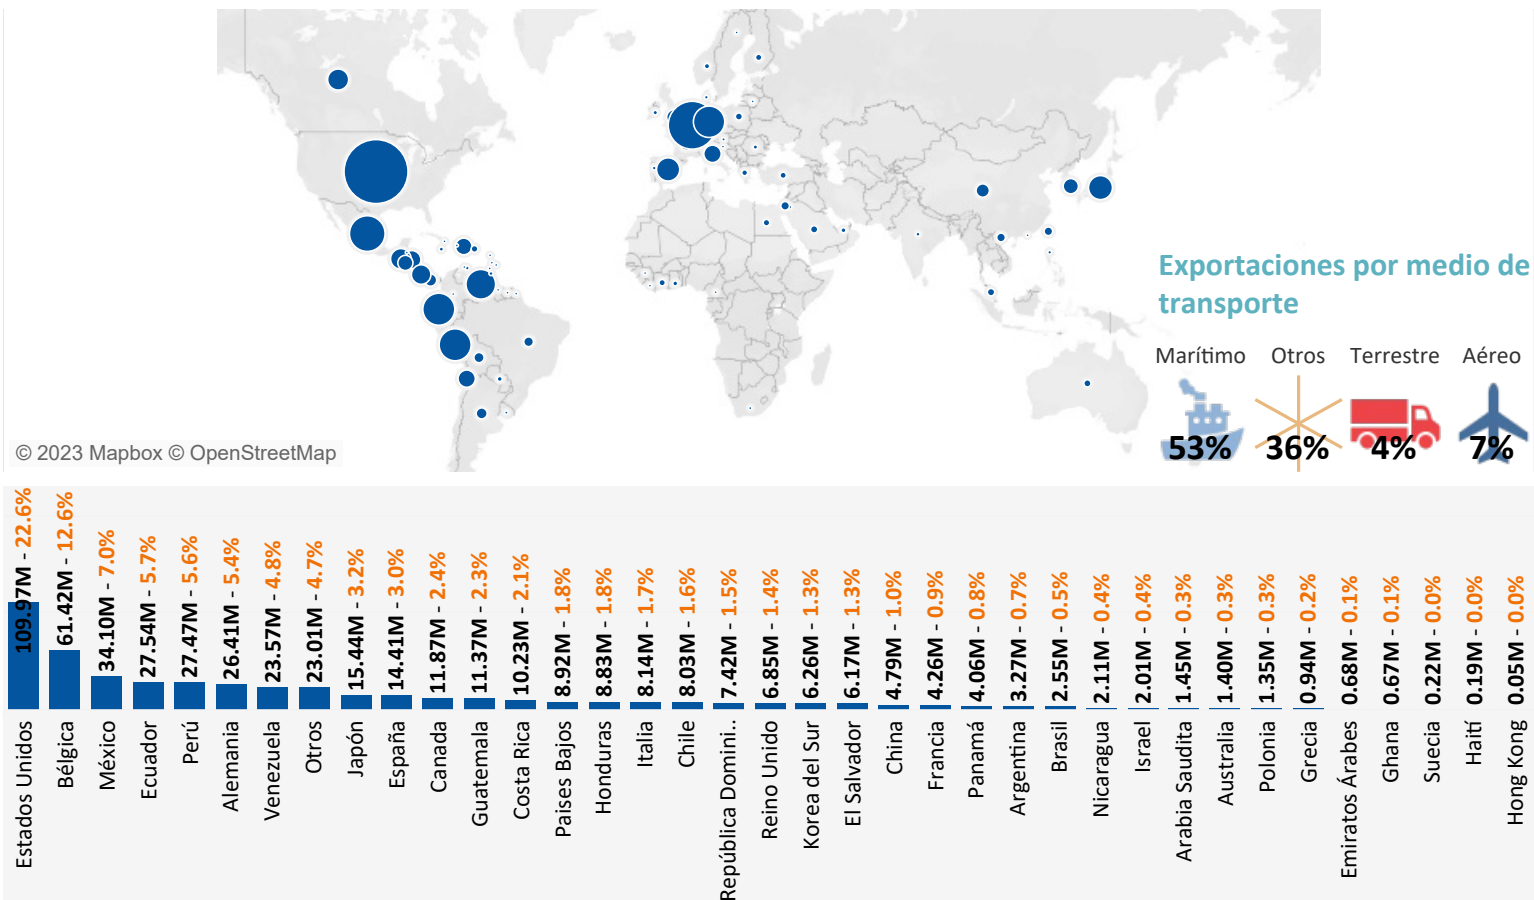 Exportaciones por medio de
transporte
Marítimo Otros Terrestre Aéreo
53% 36% 4% 7%
© 2023 Mapbox © OpenStreetMap
109.97M - 22.6%
61.42M - 12.6%
34.10M - 7.0%
27.54M - 5.7%
27.47M - 5.6%
26.41M - 5.4%
23.57M - 4.8%
23.01M - 4.7%
15.44M - 3.2%
14.41M - 3.0%
11.87M - 2.4%
11.37M - 2.3%
10.23M - 2.1%
8.92M - 1.8%
8.83M - 1.8%
8.14M - 1.7%
8.03M - 1.6%
7.42M - 1.5%
6.85M - 1.4%
6.26M - 1.3%
6.17M - 1.3%
4.79M - 1.0%
4.26M - 0.9%
4.06M - 0.8%
3.27M - 0.7%
2.55M - 0.5%
2.11M - 0.4%
2.01M - 0.4%
1.45M - 0.3%
1.40M - 0.3%
1.35M - 0.3%
0.94M - 0.2%
0.68M - 0.1%
0.67M - 0.1%
0.22M - 0.0%
0.19M - 0.0%
0.05M - 0.0%
Estados Unidos
Bélgica
México
Ecuador
Perú
Alemania
Venezuela
Otros
Japón
España
Canada
Guatemala
Costa Rica
Paises Bajos
Honduras
Italia
Chile
República Domini..
Reino Unido
Korea del Sur
El Salvador
China
Francia
Panamá
Argentina
Brasil
Nicaragua
Israel
Arabia Saudita
Australia
Polonia
Grecia
Emiratos Árabes
Ghana
Suecia
Haití
Hong Kong